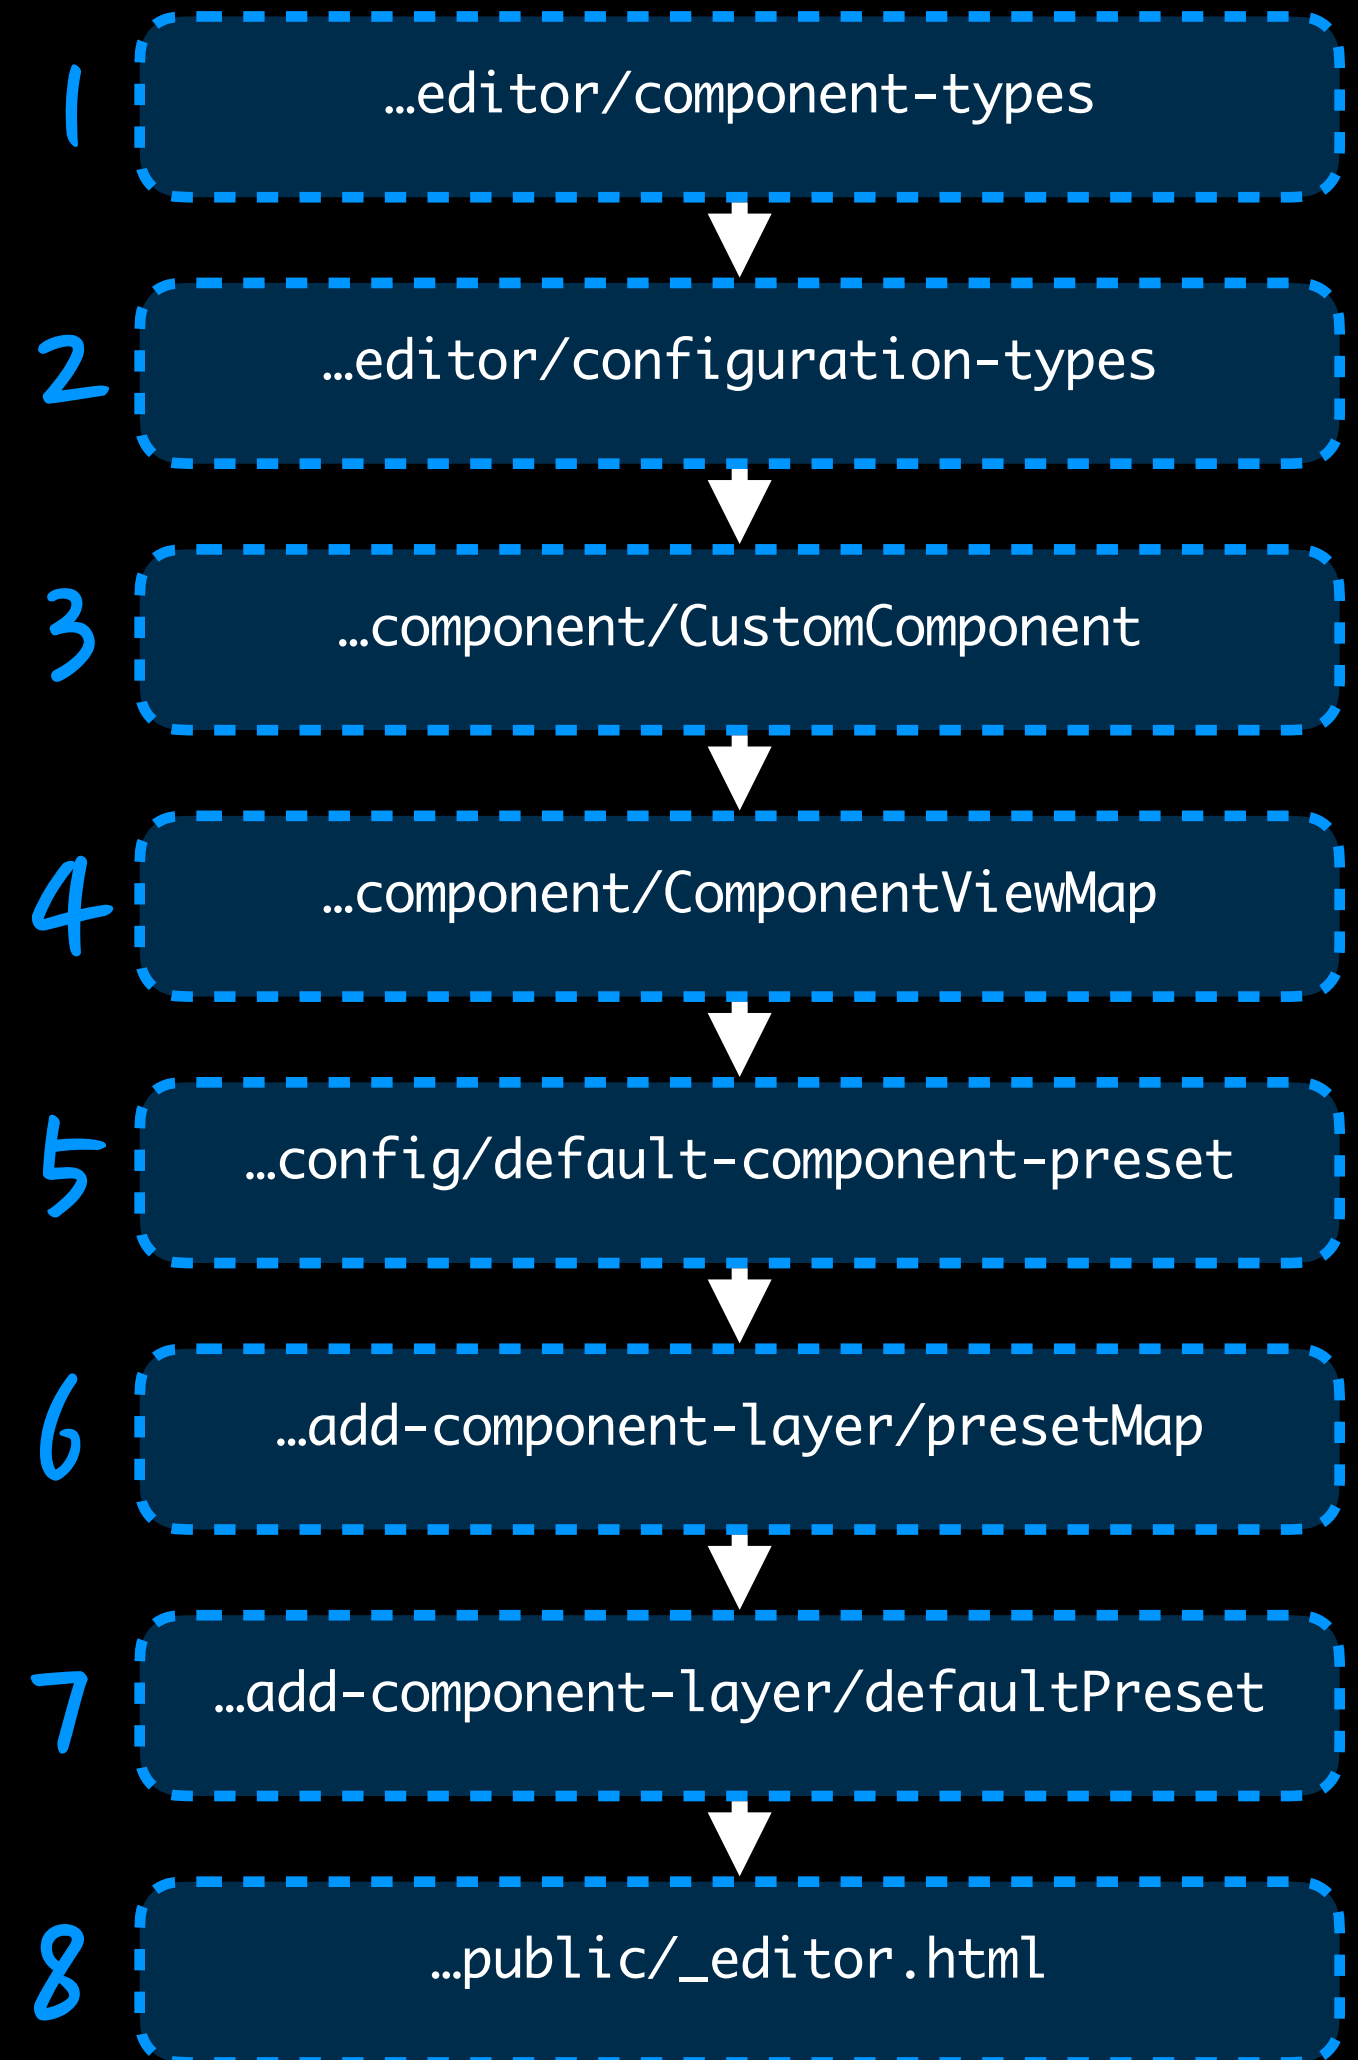 1
…editor/component-types
2
…editor/configuration-types
3
…component/CustomComponent
4
…component/ComponentViewMap
5
…config/default-component-preset
6
…add-component-layer/presetMap
7
…add-component-layer/defaultPreset
8
…public/_editor.html